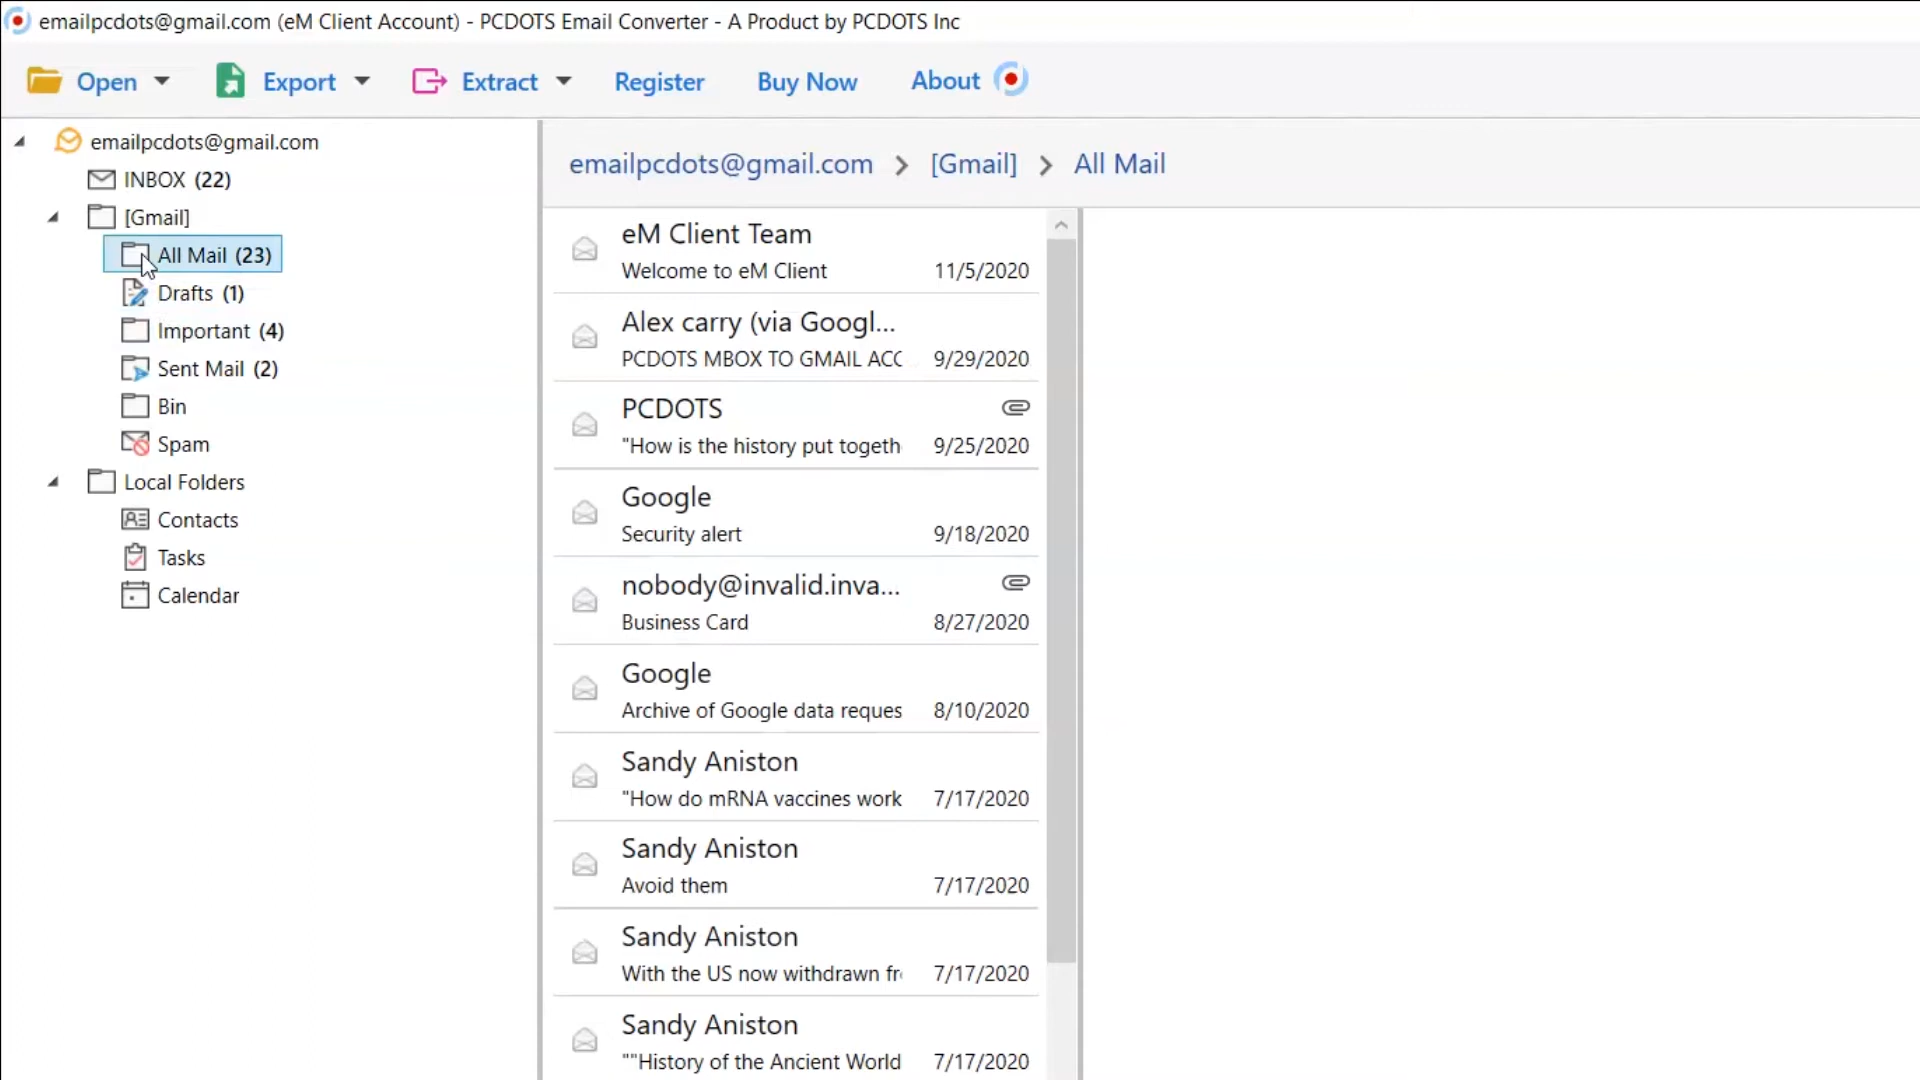 emailpcdots@gmail.com (eM Client Account) - PCDOTS Email Converter - A Product by PCDOTS Inc
Open Export Extract Register Buy Now About
emailpcdots@gmail.com
INBOX (22)
[Gmail]
All Mail (23)
Drafts (1)
Important (4)
Sent Mail (2)
Bin
Spam
Local Folders
Contacts
Tasks
Calendar
emailpcdots@gmail.com > [Gmail] > All Mail
eM Client Team
Welcome to eM Client 11/5/2020
Alex carry (via Googl...
PCDOTS MBOX TO GMAIL ACC 9/29/2020
PCDOTS
"How is the history put togeth 9/25/2020
Google
Security alert 9/18/2020
nobody@invalid.inva...
Business Card 8/27/2020
Google
Archive of Google data reques 8/10/2020
Sandy Aniston
"How do mRNA vaccines work 7/17/2020
Sandy Aniston
Avoid them 7/17/2020
Sandy Aniston
With the US now withdrawn fr 7/17/2020
Sandy Aniston
""History of the Ancient World 7/17/2020